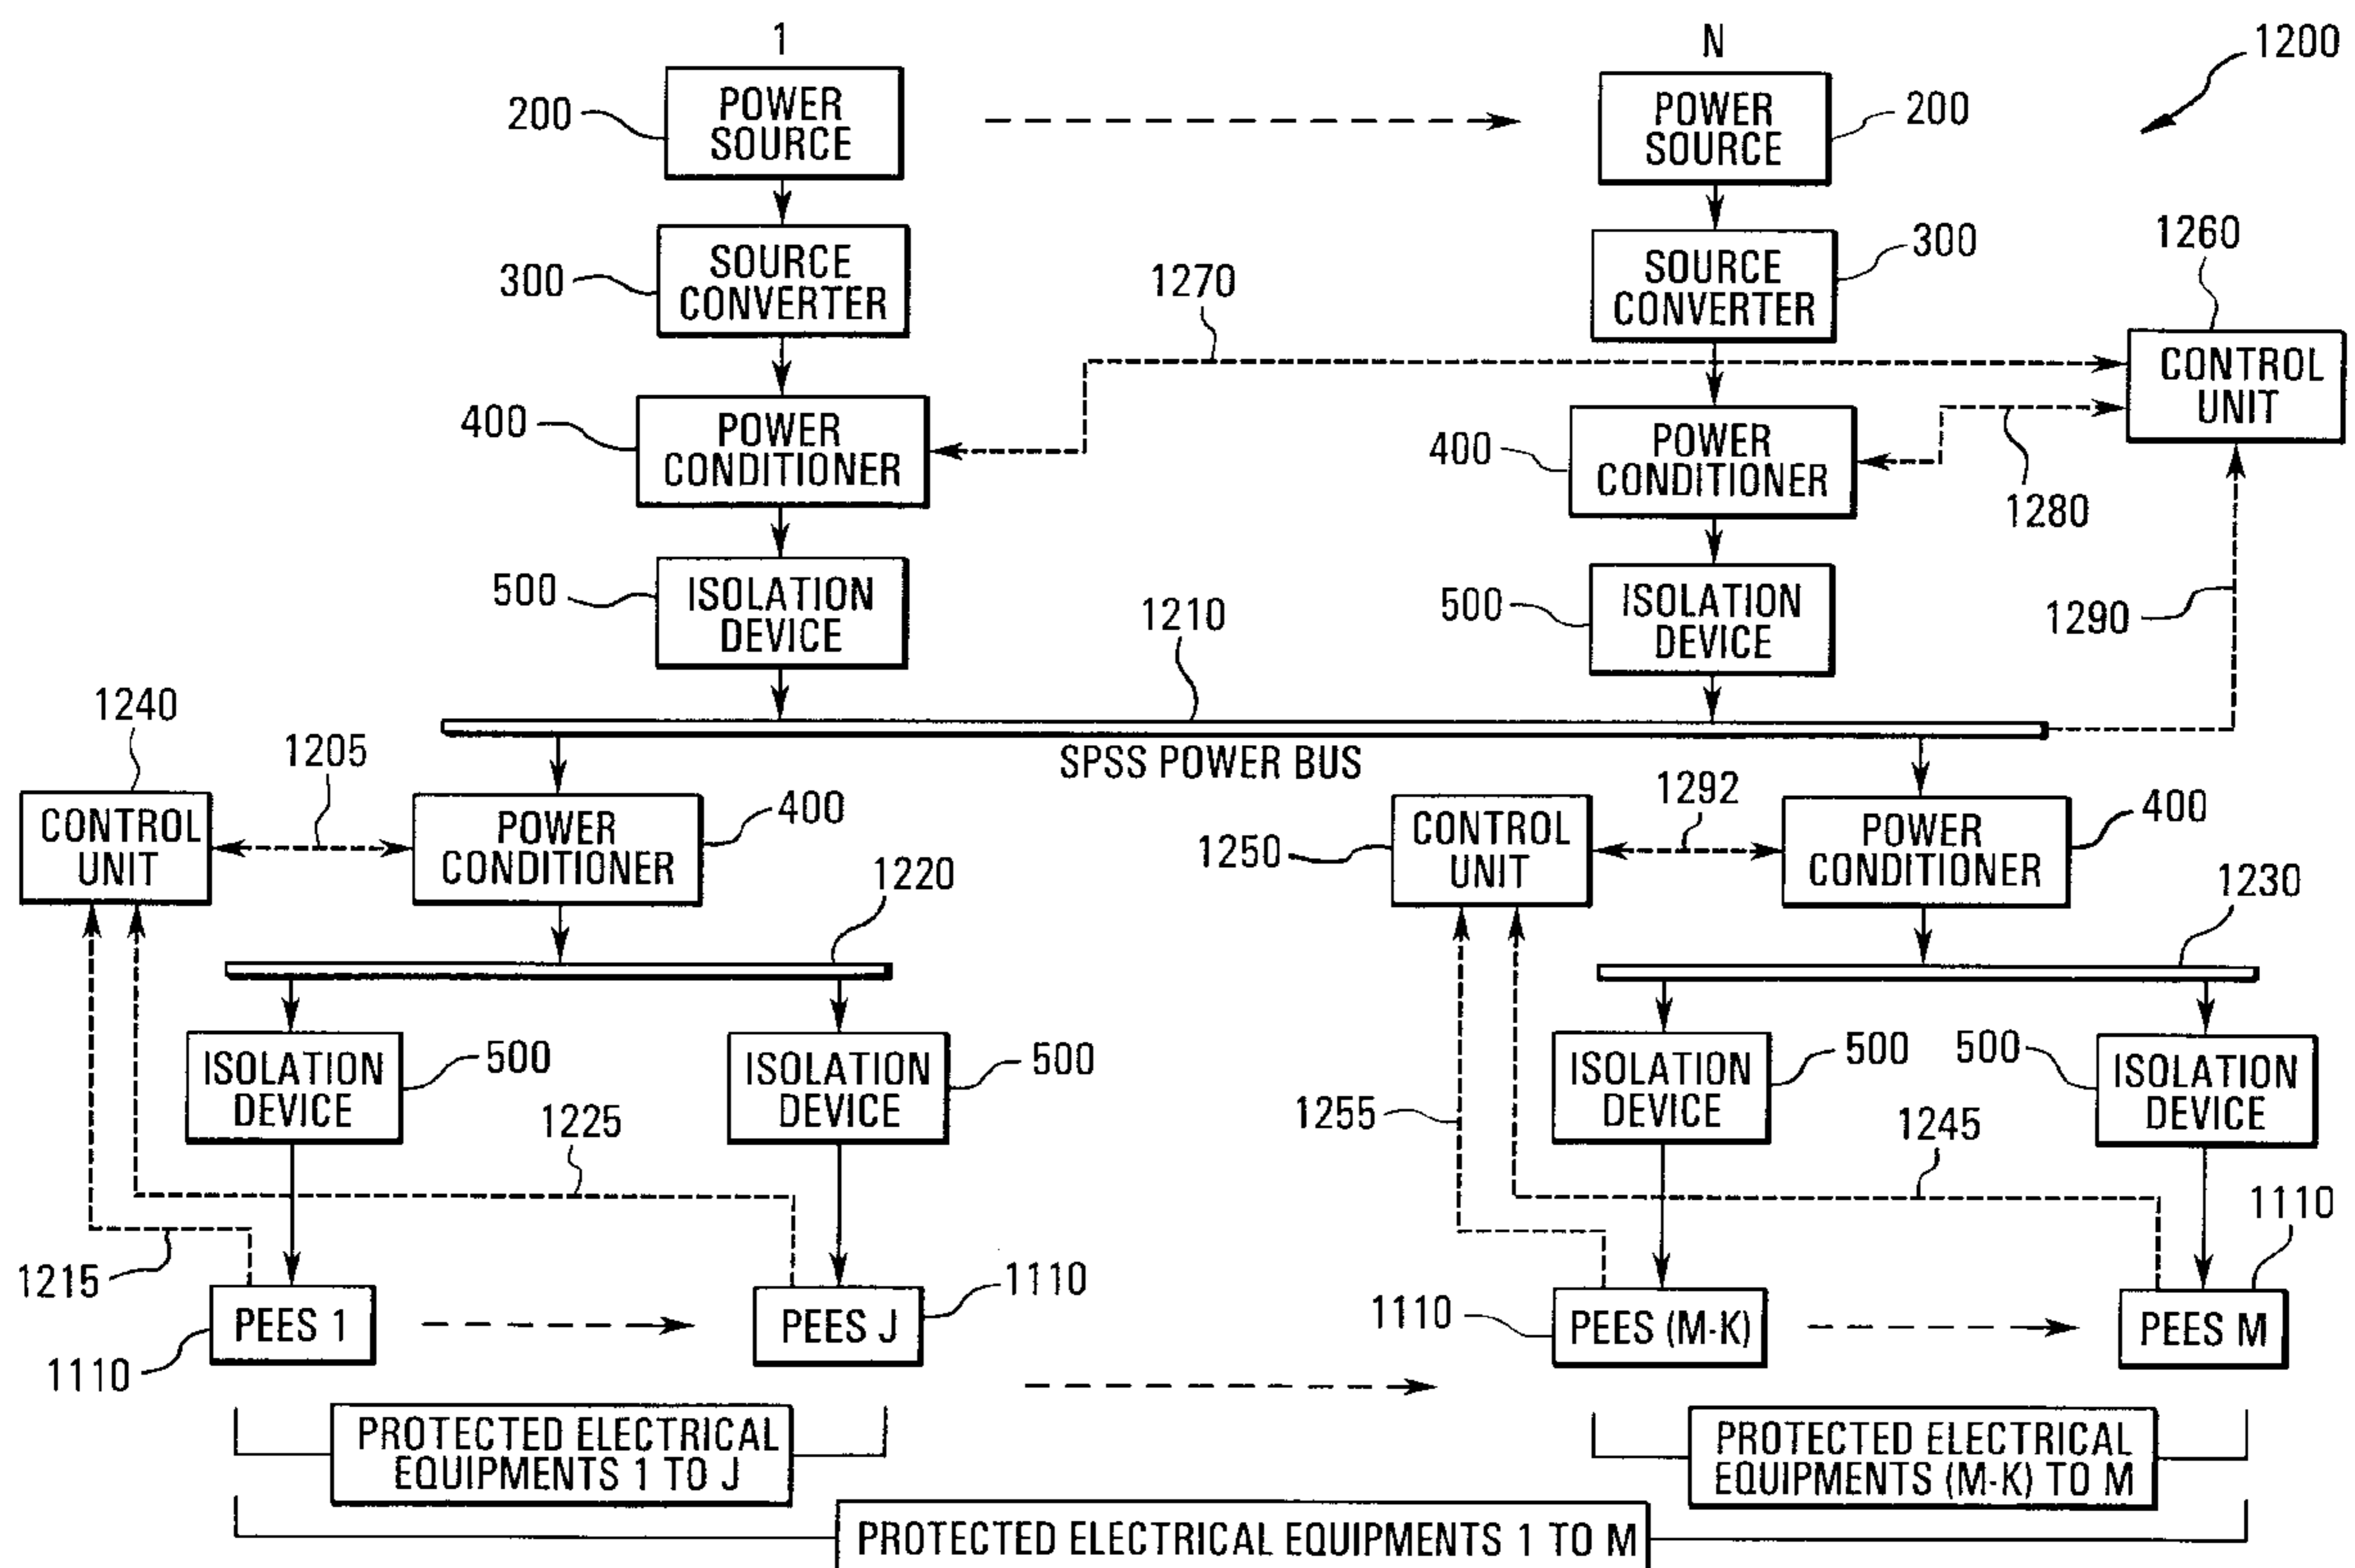 1
N
1200
200
POWER
SOURCE
POWER
SOURCE
200
300
SOURCE
CONVERTER
1270
SOURCE
CONVERTER
300
1260
CONTROL
UNIT
400
POWER
CONDITIONER
400
POWER
CONDITIONER
1280
500
ISOLATION
DEVICE
1210
500
ISOLATION
DEVICE
1290
1240
1205
SPSS POWER BUS
CONTROL
UNIT
POWER
CONDITIONER
400
1220
1250
CONTROL
UNIT
1292
POWER
CONDITIONER
400
1230
ISOLATION
DEVICE
500
ISOLATION
DEVICE
500
1225
1255
ISOLATION
DEVICE
500
500
ISOLATION
DEVICE
1245
1215
1110
PEES 1
PEES J
1110
1110
PEES (M-K)
PEES M
1110
PROTECTED ELECTRICAL
EQUIPMENTS 1 TO J
PROTECTED ELECTRICAL
EQUIPMENTS (M-K) TO M
PROTECTED ELECTRICAL EQUIPMENTS 1 TO M